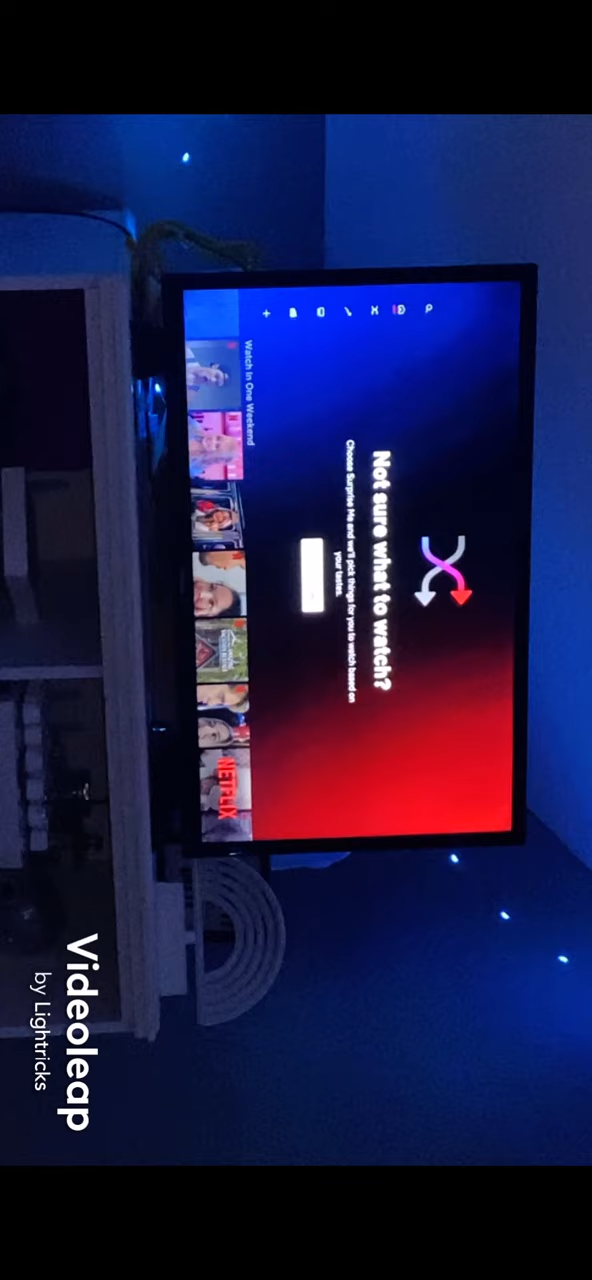 Not sure what to watch?
Choose Surprise Me and we'll pick things for you to watch based on
your tastes.
Watch In One Weekend
NETFLIX
Videoleap
by Lightricks